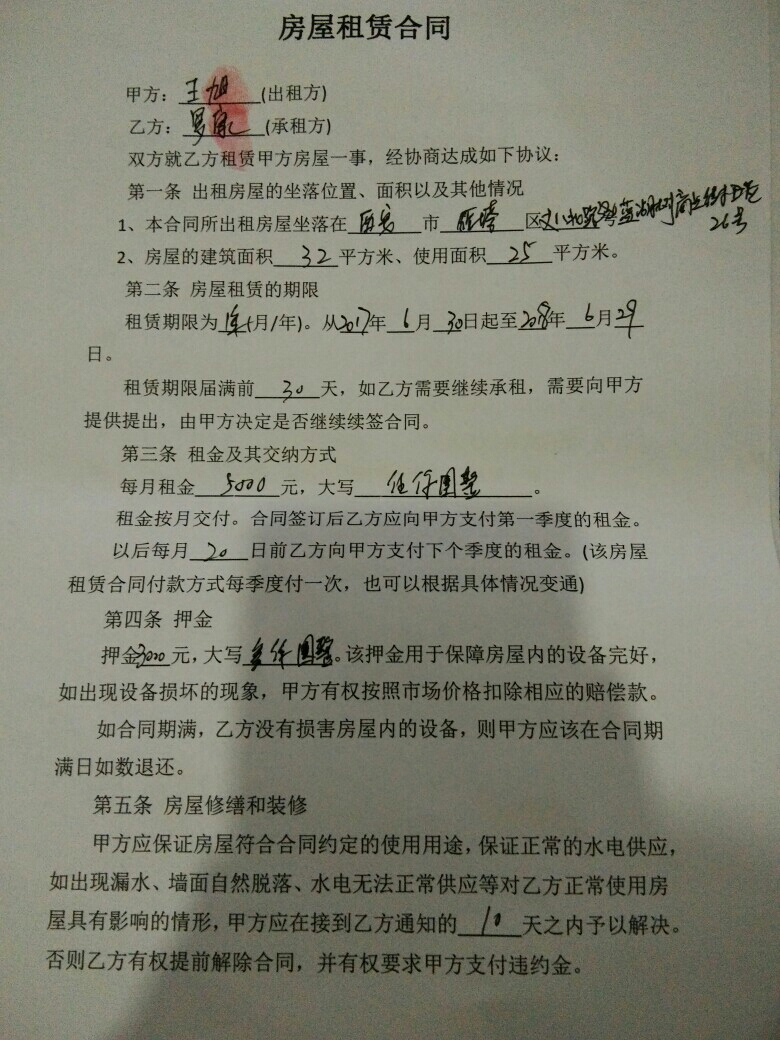 房屋租赁合同
甲方：王旭(出租方)
乙方：罗(承租方)
双方就乙方租赁甲方房屋一事，经协商达成如下协议：
第一条 出租房屋的坐落位置、面积以及其他情况
1、本合同所出租房屋坐落在西安市雁塔区
26号
2、房屋的建筑面积32平方米、使用面积25平方米。
第二条 房屋租赁的期限
租赁期限为(月/年)。从2017年6月30日起至2018年6月29
日。
租赁期限届满前30天，如乙方需要继续承租，需要向甲方
提供提出，由甲方决定是否继续续签合同。
第三条 租金及其交纳方式
每月租金5000元，大写伍仟圆整。
租金按月交付。合同签订后乙方应向甲方支付第一季度的租金。
以后每月20日前乙方向甲方支付下个季度的租金。(该房屋
租赁合同付款方式每季度付一次，也可以根据具体情况变通)
第四条 押金
押金3000元，大写仟圆整。该押金用于保障房屋内的设备完好，
如出现设备损坏的现象，甲方有权按照市场价格扣除相应的赔偿款。
如合同期满，乙方没有损害房屋内的设备，则甲方应该在合同期
满日如数退还。
第五条 房屋修缮和装修
甲方应保证房屋符合合同约定的使用用途，保证正常的水电供应，
如出现漏水、墙面自然脱落、水电无法正常供应等对乙方正常使用房
屋具有影响的情形，甲方应在接到乙方通知的10天之内予以解决。
否则乙方有权提前解除合同，并有权要求甲方支付违约金。